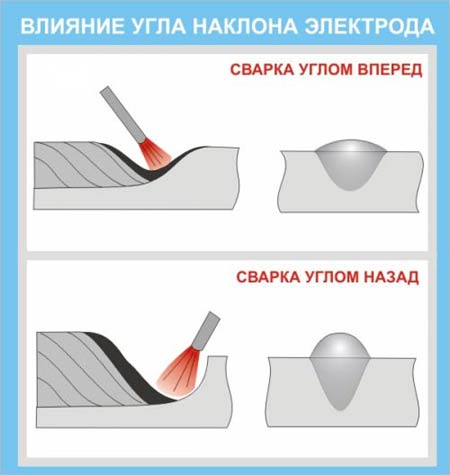 ВЛИЯНИЕ УГЛА НАКЛОНА ЭЛЕКТРОДА
СВАРКА УГЛОМ ВПЕРЕД
СВАРКА УГЛОМ НАЗАД